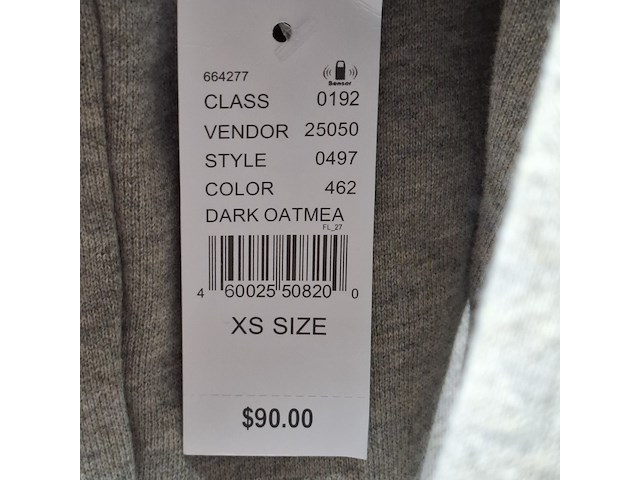 664277
Sensor
CLASS 0192
VENDOR 25050
STYLE 0497
COLOR 462
DARK OATMEA
FL_27
4 60025 50820 0
XS SIZE
$90.00